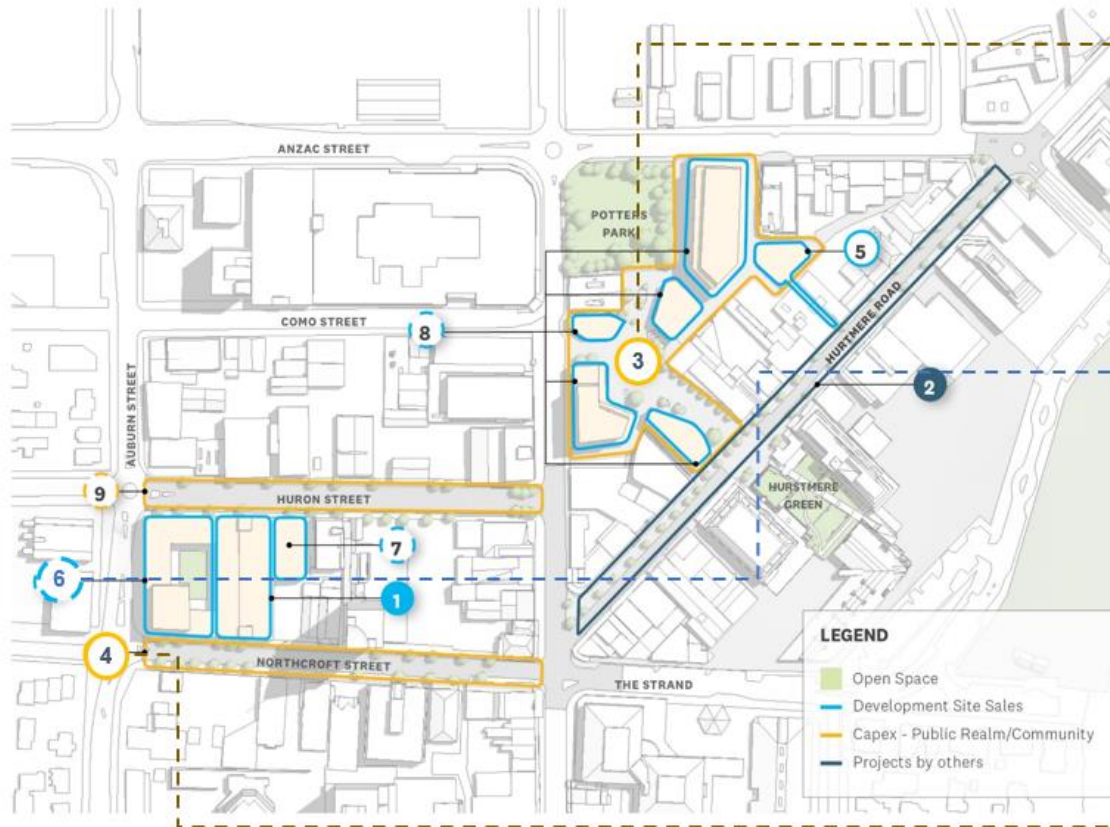 ANZAC STREET
POTTERS
PARK
5
COMO STREET
8
3
HURTMERE ROAD
2
AUBURN STREET
9
HURON STREET
HURSTMERE
GREEN
7
6
1
4
NORTHCROFT STREET
THE STRAND
LEGEND
Open Space
Development Site Sales
Capex - Public Realm/Community
Projects by others